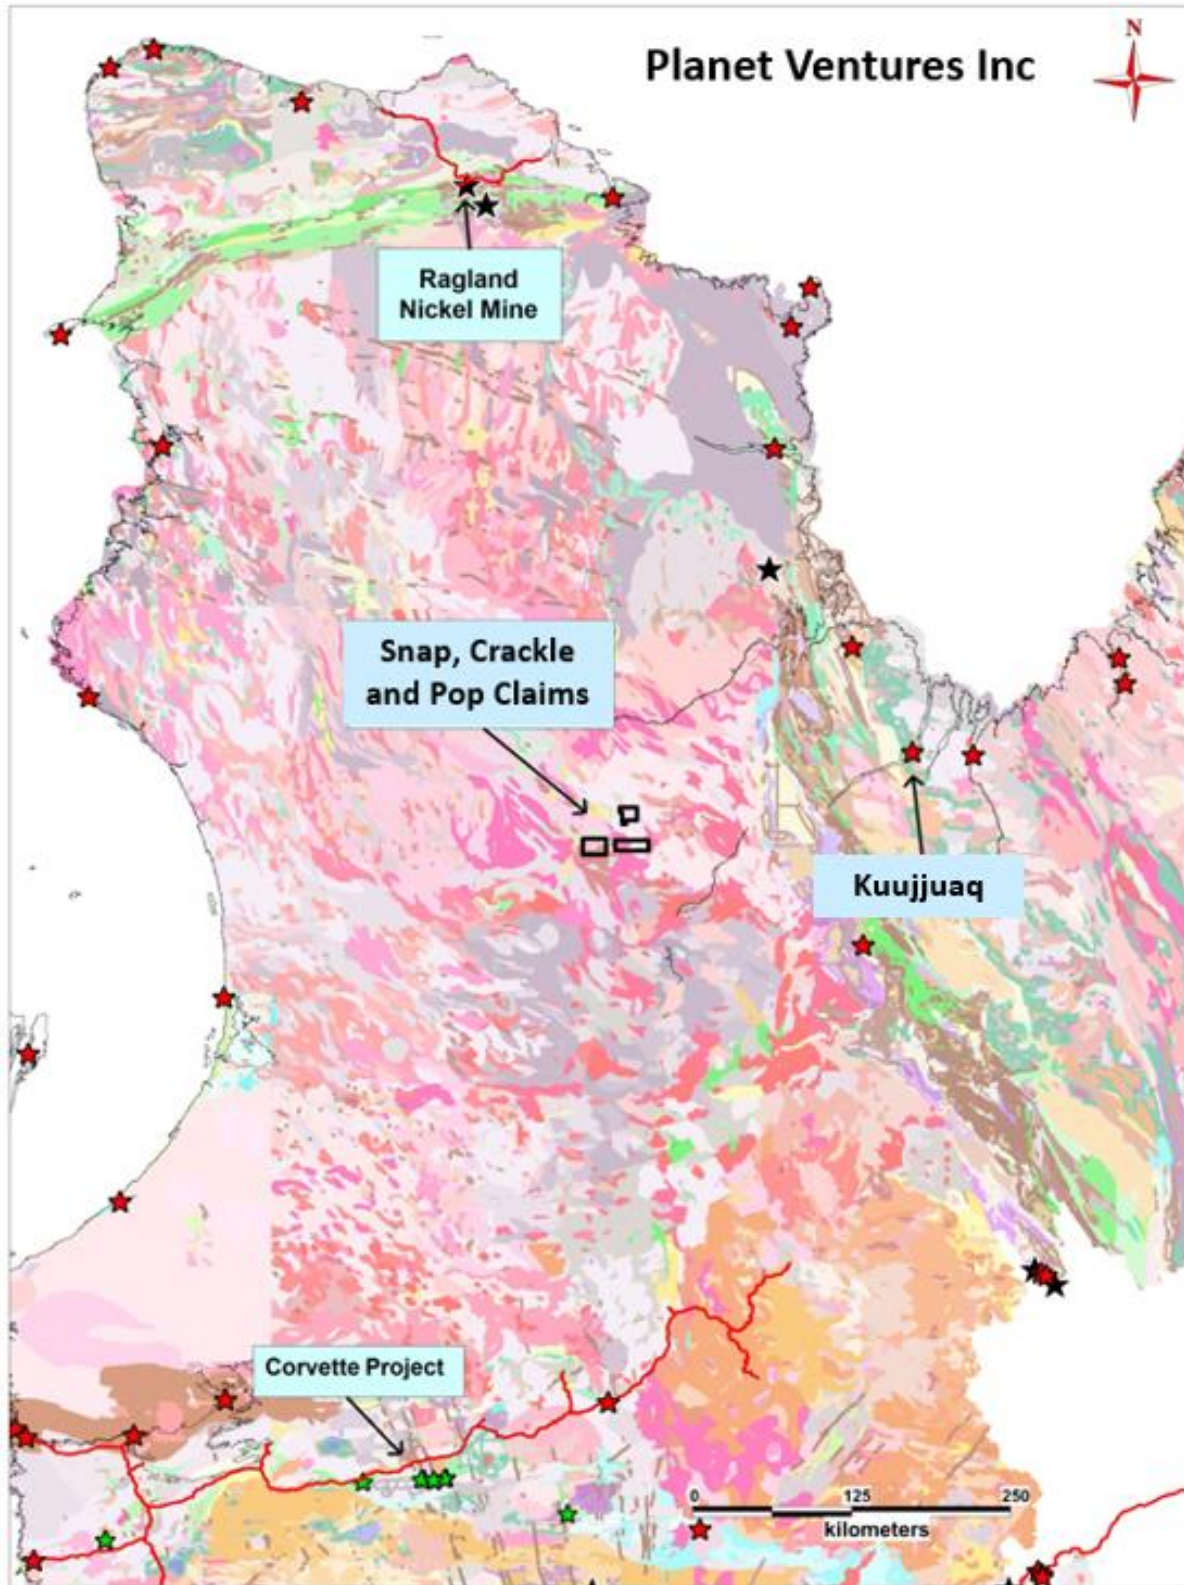 Planet Ventures Inc
N
Ragland
Nickel Mine
Snap, Crackle
and Pop Claims
Kuujjuaq
Corvette Project
0 125 250
kilometers